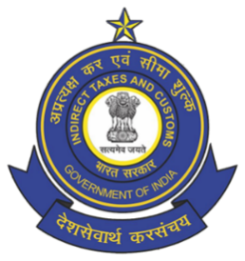 अप्रत्यक्ष कर एवं सीमा शुल्क
INDIRECT TAXES AND CUSTOMS
सत्यमेव जयते
भारत सरकार
GOVERNMENT OF INDIA
देशसेवार्थ करसंचय